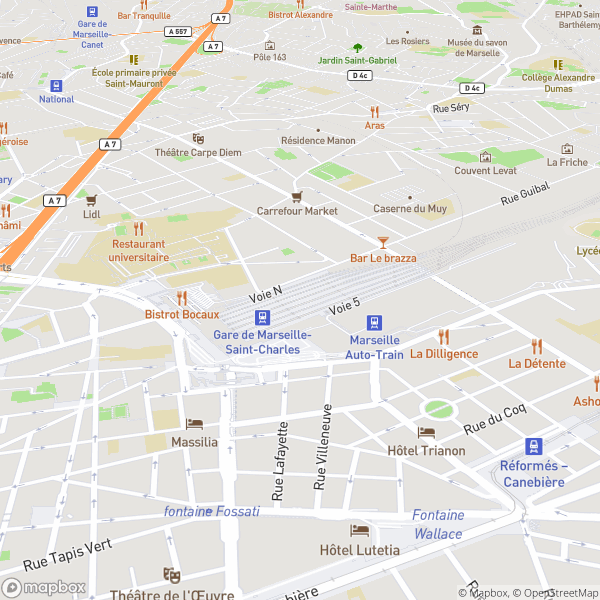 Bar Tranquille
A 7
Bistrot Alexandre
Sainte-Marthe
EHPAD Saint-
Barthélemy
Gare de
Marseille-
Canet
A 557
A 7
Pôle 163
Les Rosiers
Musée du savon
de Marseille
Jardin Saint-Gabriel
D 4c
École primaire privée
Saint-Mauront
Collège Alexandre
Dumas
D 4c
National
Rue Séry
Aras
A 7
Résidence Manon
Théâtre Carpe Diem
Couvent Levat
La Friche
Rue Guibal
A 7
Lidl
Carrefour Market
Caserne du Muy
Restaurant
universitaire
Bar Le brazza
Lycée
Voie N
Voie 5
Bistrot Bocaux
Gare de Marseille-
Saint-Charles
Marseille
Auto-Train
La Dilligence
La Détente
Massilia
Rue Lafayette
Rue Villeneuve
Rue du Coq
Hôtel Trianon
Réformés –
Canebière
fontaine Fossati
Fontaine
Wallace
Hôtel Lutetia
Rue Tapis Vert
Théâtre de l'Œuvre
mapbox
© Mapbox, © OpenStreetMap